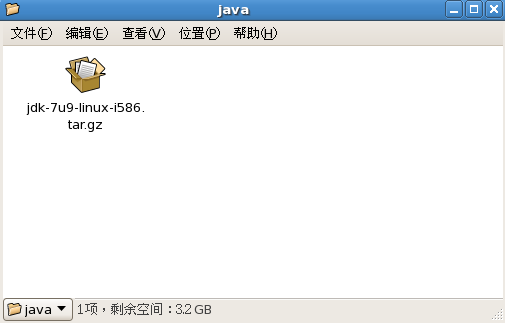 java
文件(F) 编辑(E) 查看(V) 位置(P) 帮助(H)
jdk-7u9-linux-i586.
tar.gz
java 1项，剩余空间：3.2 GB